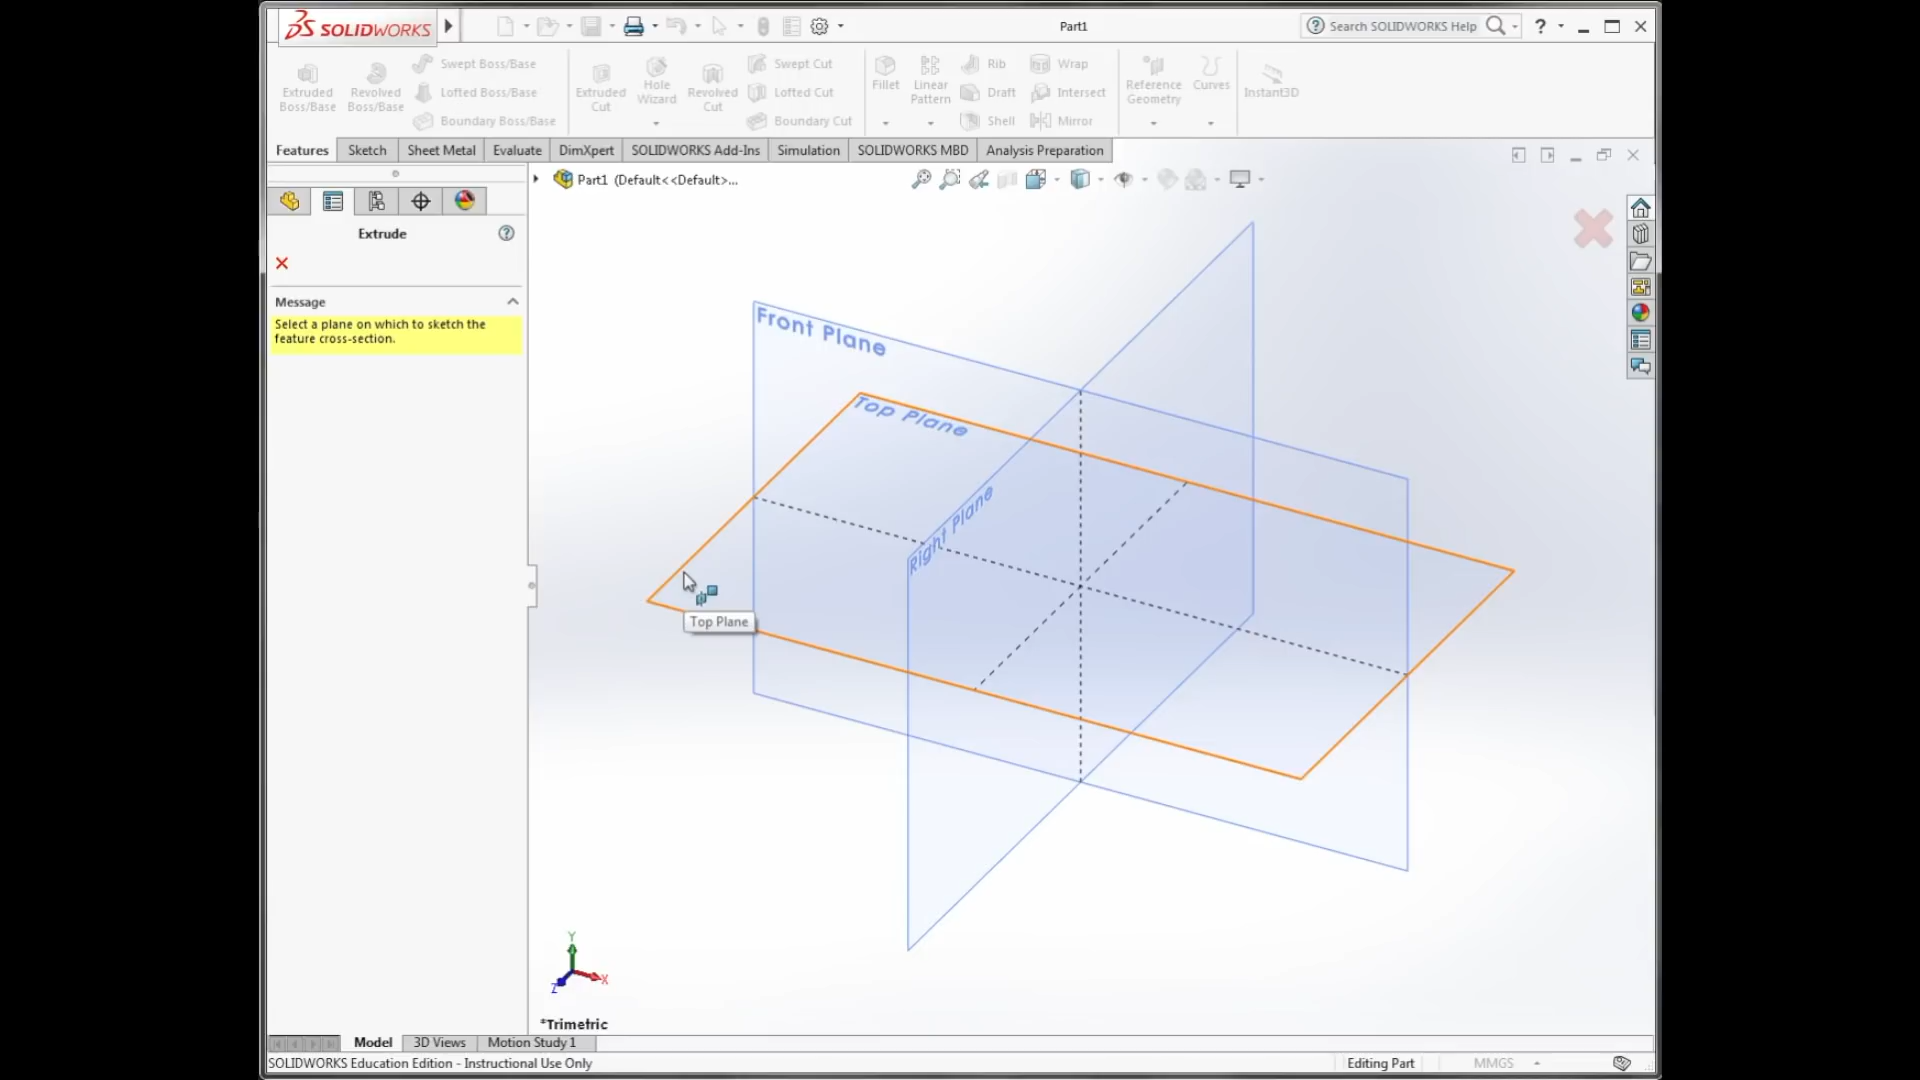 SOLIDWORKS
Part1
Search SOLIDWORKS Help
Extruded Boss/Base
Revolved Boss/Base
Swept Boss/Base
Lofted Boss/Base
Boundary Boss/Base
Extruded Cut
Hole Wizard
Revolved Cut
Swept Cut
Lofted Cut
Boundary Cut
Fillet
Linear Pattern
Rib
Draft
Shell
Wrap
Intersect
Mirror
Reference Geometry
Curves
Instant3D
Features
Sketch
Sheet Metal
Evaluate
DimXpert
SOLIDWORKS Add-Ins
Simulation
SOLIDWORKS MBD
Analysis Preparation
Part1 (Default<<Default>...
Extrude
Message
Select a plane on which to sketch the
feature cross-section.
Front Plane
Top Plane
Right Plane
Top Plane
Y
X
Z
*Trimetric
Model
3D Views
Motion Study 1
SOLIDWORKS Education Edition - Instructional Use Only
Editing Part
MMGS